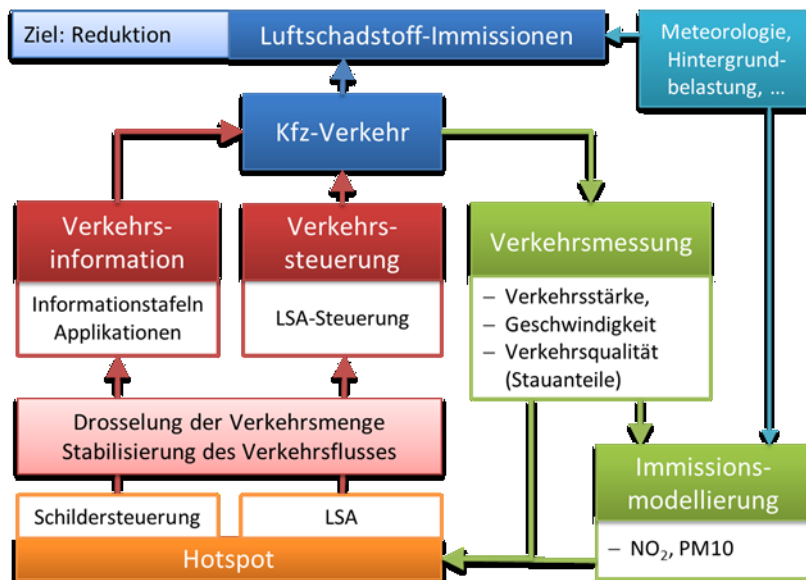 Ziel: Reduktion
Luftschadstoff-Immissionen
Meteorologie,
Hintergrund-
belastung, ...
Kfz-Verkehr
Verkehrs-
information
Informationstafeln
Applikationen
Verkehrs-
steuerung
LSA-Steuerung
Verkehrsmessung
– Verkehrsstärke,
– Geschwindigkeit
– Verkehrsqualität
(Stauanteile)
Drosselung der Verkehrsmenge
Stabilisierung des Verkehrsflusses
Immissions-
modellierung
– NO₂, PM10
Schildersteuerung
LSA
Hotspot